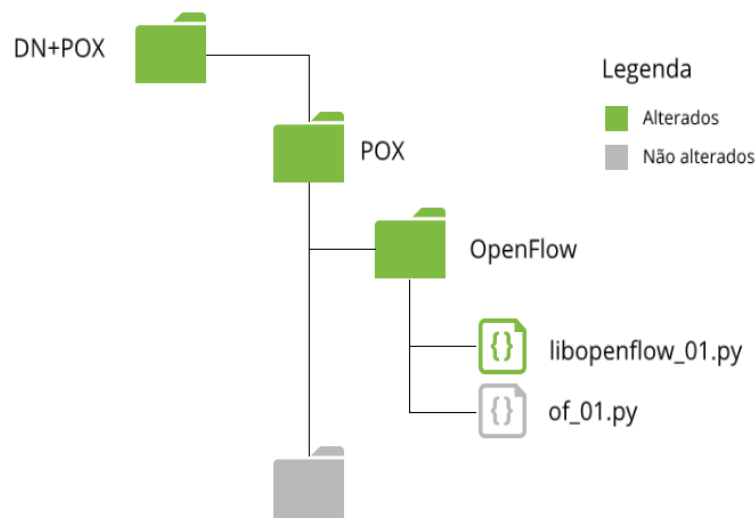 DN+POX
Legenda
Alterados
Não alterados
POX
OpenFlow
{}
libopenflow_01.py
{}
of_01.py